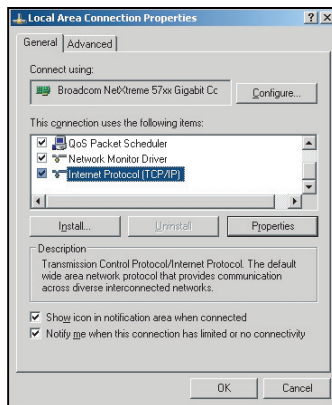 Local Area Connection Properties
General
Advanced
Connect using:
Broadcom NetXtreme 57xx Gigabit Cc
Configure...
This connection uses the following items:
QoS Packet Scheduler
Network Monitor Driver
Internet Protocol (TCP/IP)
Install...
Uninstall
Properties
Description
Transmission Control Protocol/Internet Protocol. The default
wide area network protocol that provides communication
across diverse interconnected networks.
Show icon in notification area when connected
Notify me when this connection has limited or no connectivity
OK
Cancel